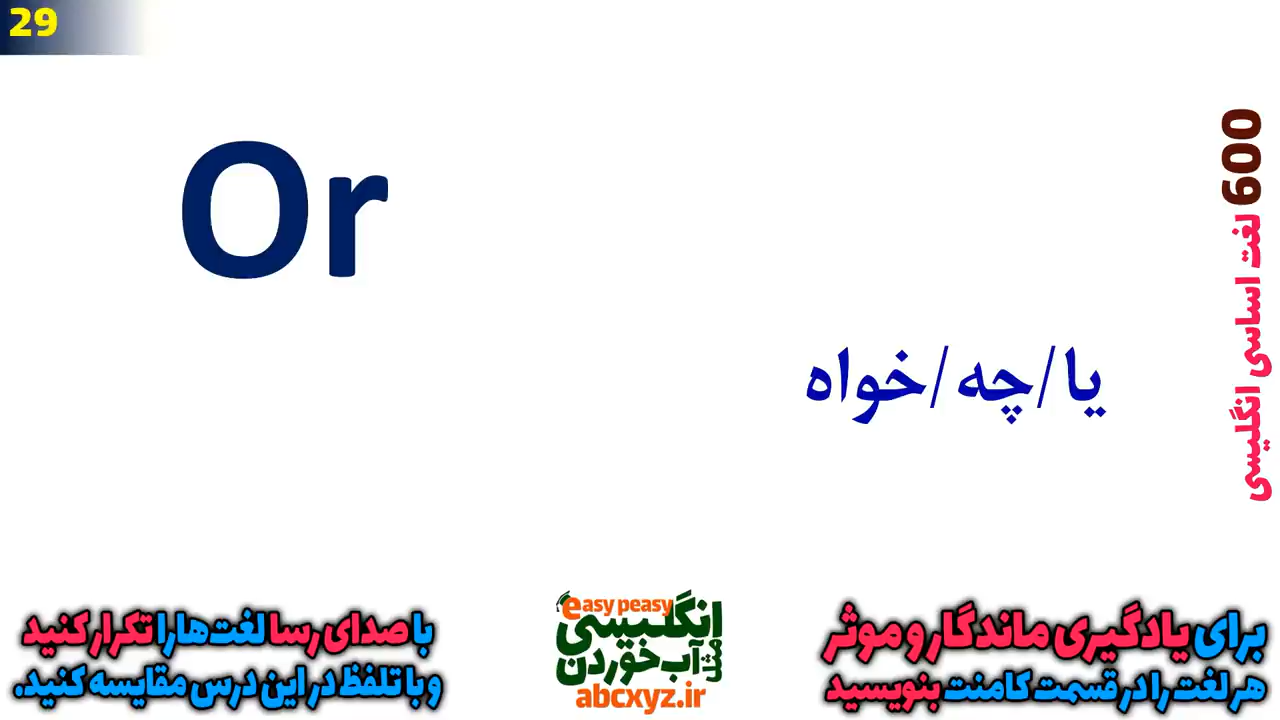 29
Or
یا/چه/خواه
600 لغت اساسی انگلیسی
برای یادگیری ماندگار و موثر
هر لغت را در قسمت کامنت بنویسید
easy peasy
انگلیسی
مثل آب خوردن
abcxyz.ir
با صدای رسا لغت‌ها را تکرار کنید
و با تلفظ در این درس مقایسه کنید.